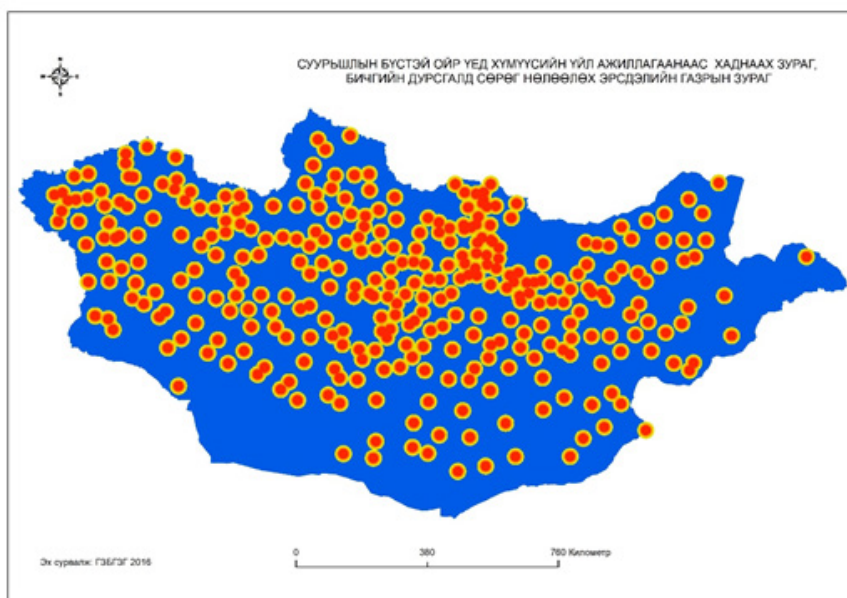 СУУРЬШЛЫН БҮСТЭЙ ОЙР ҮЕД ХҮМҮҮСИЙН ҮЙЛ АЖИЛЛАГААНААС ХАДНААХ ЗУРАГ,
БИЧГИЙН ДУРСГАЛД СӨРӨГ НӨЛӨӨЛӨХ ЭРСДЭЛИЙН ГАЗРЫН ЗУРАГ
Эх сурвалж: ГЗБГЗГ 2016
0 380 760 Километр